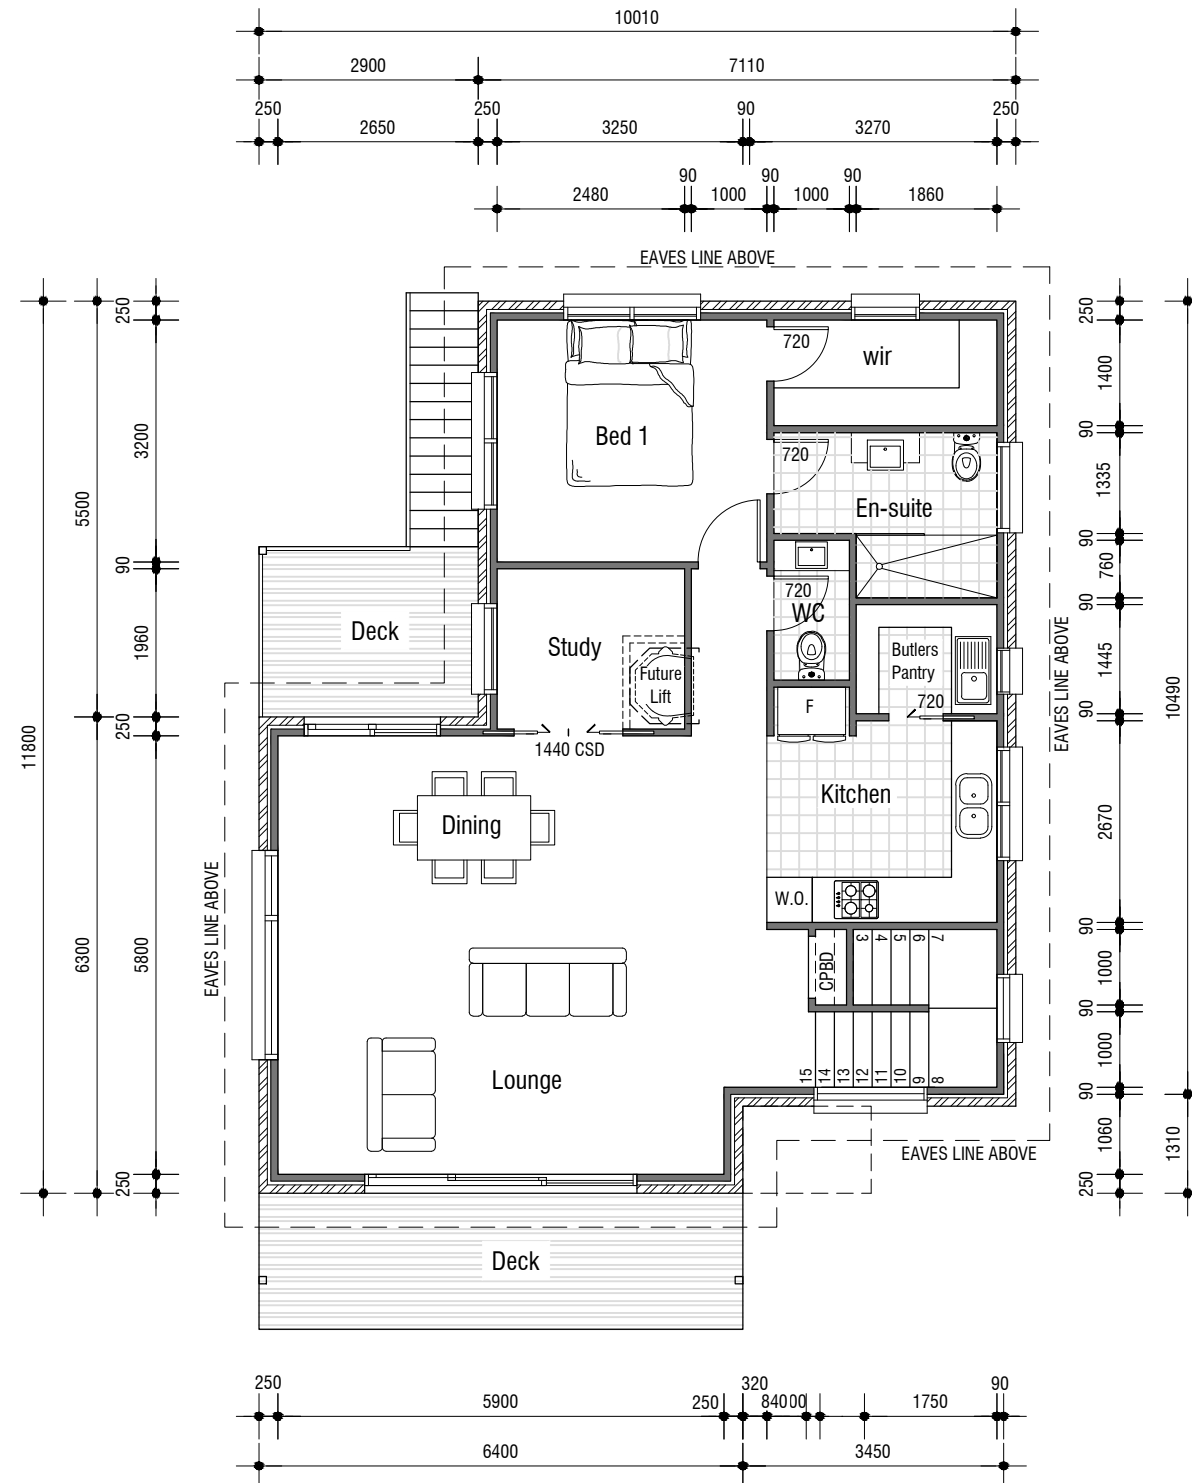 10010
2900 7110
250 2650 250 3250 90 3270 250
2480 90 1000 90 1000 90 1860
EAVES LINE ABOVE
250
3200
90
1960
250
5800
250
5500
6300
11800
250
1400
90
1335
90
760
90
1445
90
2670
90
1000
90
1000
90
1060
250
10490
1310
720
wir
Bed 1
720
En-suite
720
WC
Deck
Study
Future
Lift
Butlers
Pantry
720
F
1440 CSD
EAVES LINE ABOVE
Kitchen
Dining
W.O.
EAVES LINE ABOVE
CPBD
3 4 5 6 7
Lounge
15 14 13 12 11 10 9 8
EAVES LINE ABOVE
Deck
250 5900 250 320 1750 90
6400 3450